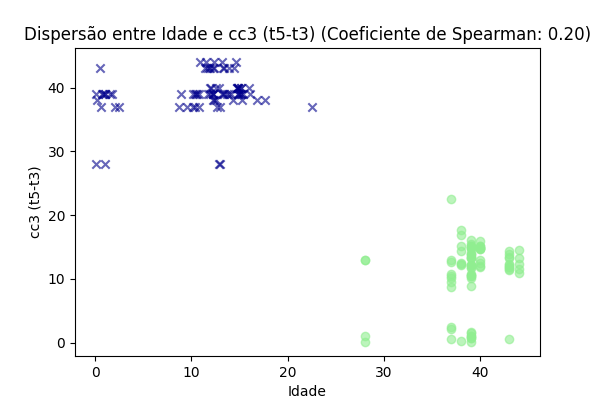 Dispersão entre Idade e cc3 (t5-t3) (Coeficiente de Spearman: 0.20)
cc3 (t5-t3)
40
30
20
10
0
0 10 20 30 40
Idade